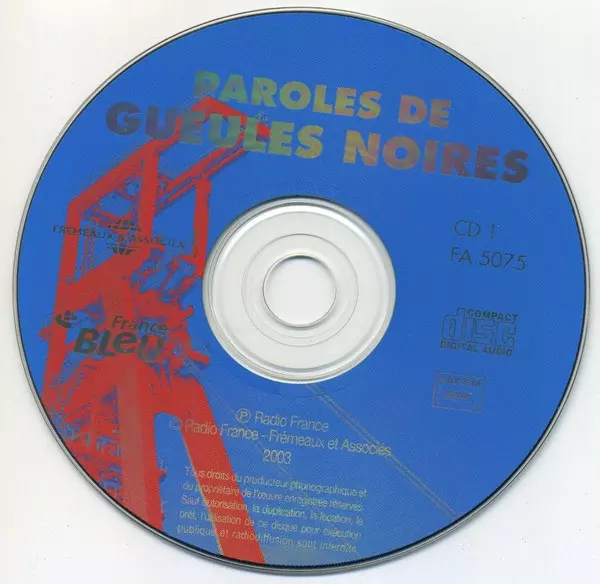 PAROLES DE
GUEULES NOIRES
CD 1
FA 5075
FREMEAUX & ASSOCIES
France
BLEU
COMPACT
disc
DIGITAL AUDIO
℗ Radio France
© Radio France - Frémeaux et Associés
2003
Tous droits du producteur phonographique et
du propriétaire de l'œuvre enregistrée réservés.
Sauf autorisation, la duplication, la location, le
prêt, l'utilisation de ce disque pour exécution
publique et radiodiffusion sont interdits.